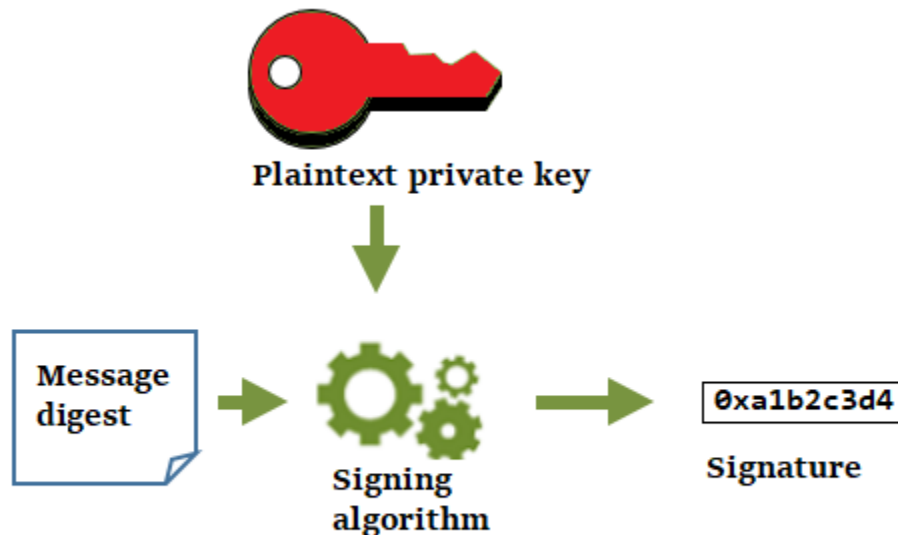 Plaintext private key
Message
digest
0xa1b2c3d4
Signing
algorithm
Signature